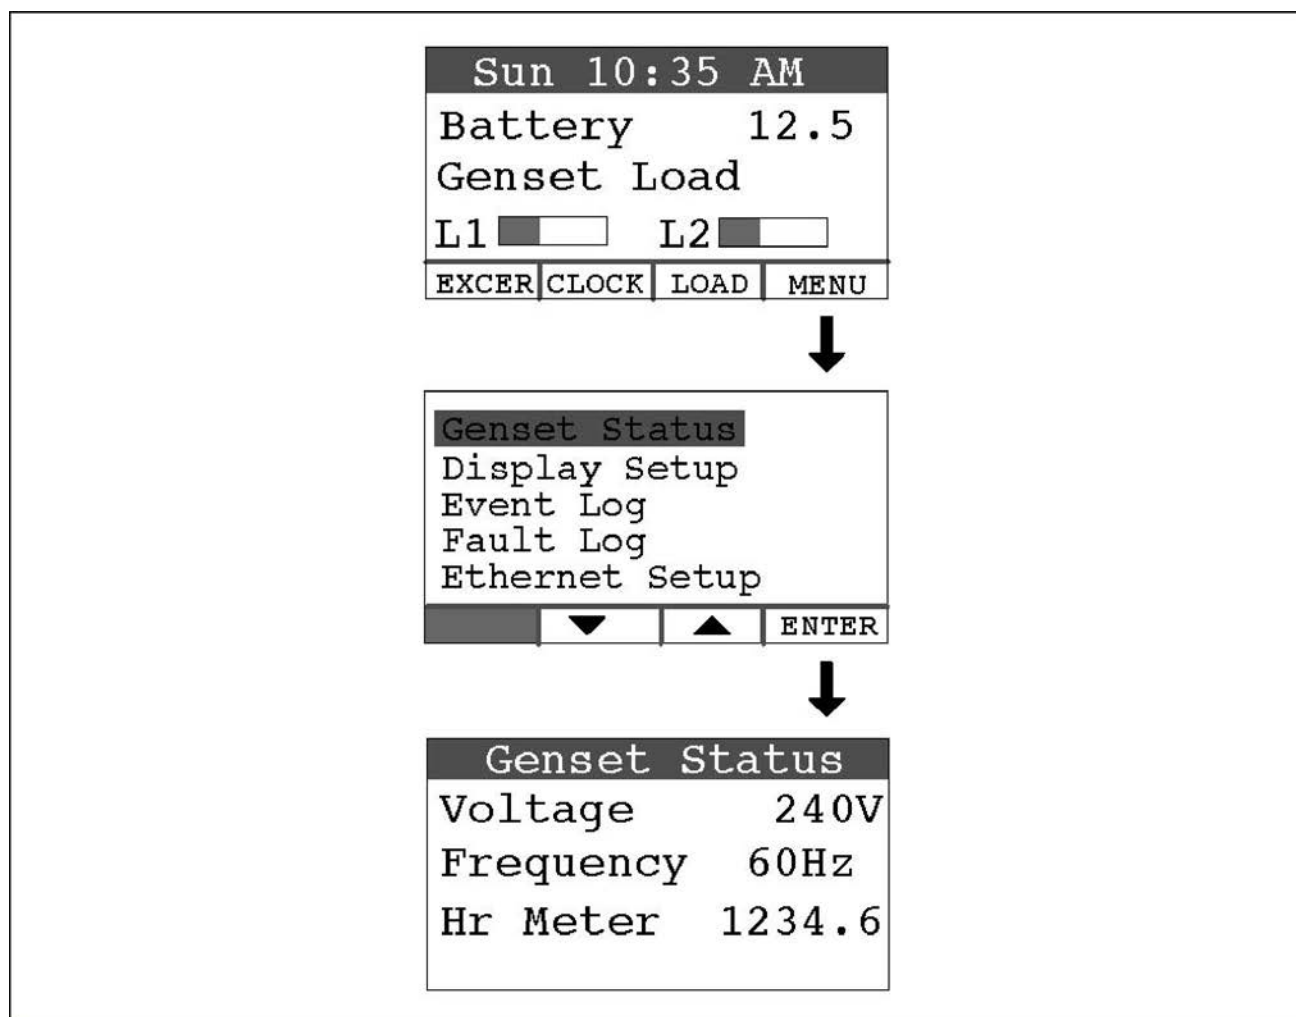 Sun 10:35 AM
Battery 12.5
Genset Load
L1 L2
EXCER CLOCK LOAD MENU
Genset Status
Display Setup
Event Log
Fault Log
Ethernet Setup
ENTER
Genset Status
Voltage 240V
Frequency 60Hz
Hr Meter 1234.6